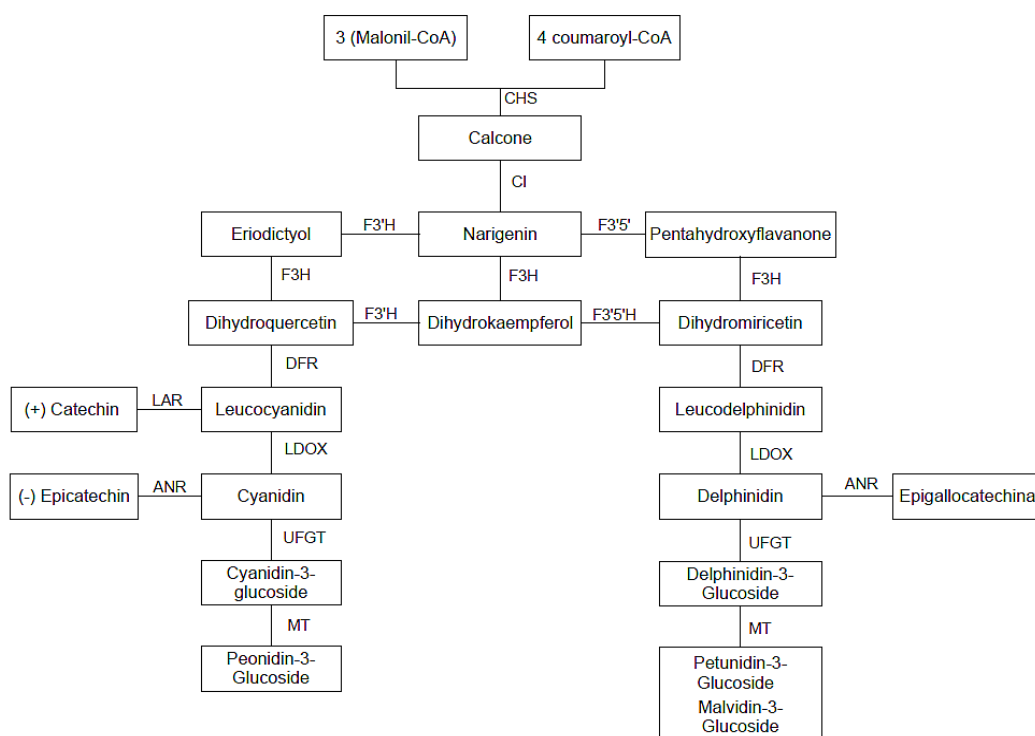 3 (Malonil-CoA)
4 coumaroyl-CoA
CHS
Calcone
CI
Eriodictyol
F3'H
Narigenin
F3'5'
Pentahydroxyflavanone
F3H
F3H
F3H
Dihydroquercetin
F3'H
Dihydrokaempferol
F3'5'H
Dihydromiricetin
DFR
DFR
(+) Catechin
LAR
Leucocyanidin
Leucodelphinidin
LDOX
LDOX
(-) Epicatechin
ANR
Cyanidin
Delphinidin
ANR
Epigallocatechina
UFGT
UFGT
Cyanidin-3-
glucoside
Delphinidin-3-
Glucoside
MT
MT
Peonidin-3-
Glucoside
Petunidin-3-
Glucoside
Malvidin-3-
Glucoside